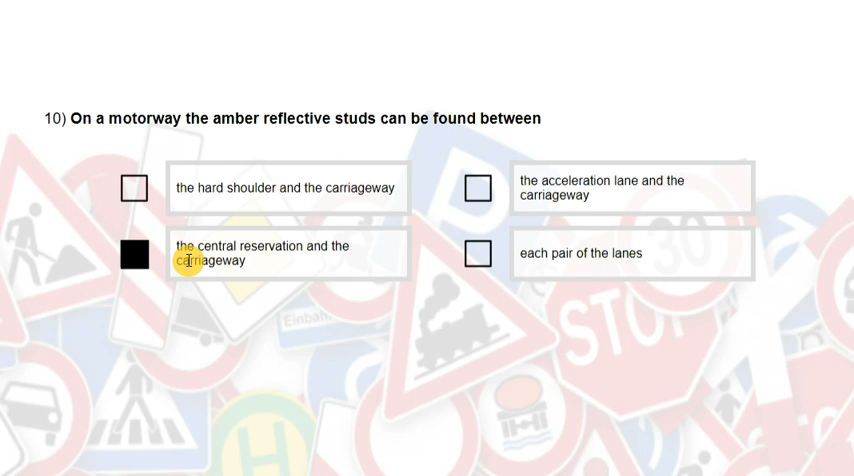 10) On a motorway the amber reflective studs can be found between
the hard shoulder and the carriageway
the acceleration lane and the
carriageway
the central reservation and the
carriageway
each pair of the lanes
30
STOP
Einbah
H